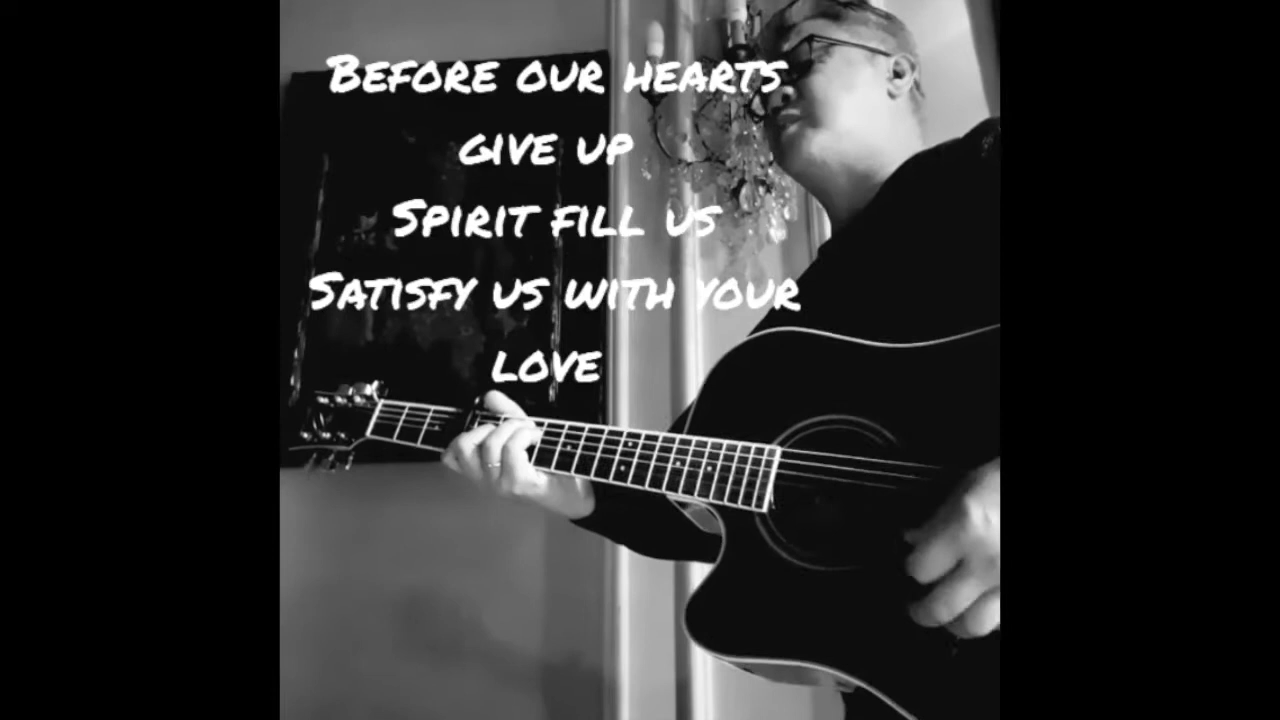 Before our hearts
give up
Spirit fill us
Satisfy us with your
love